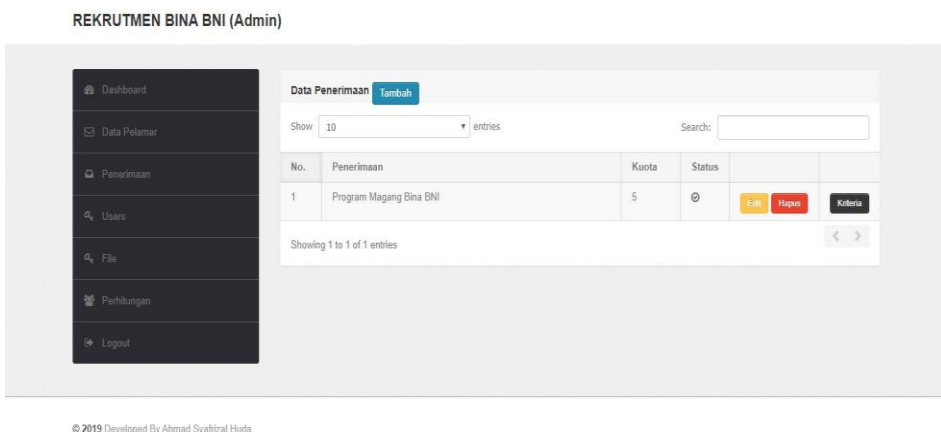 REKRUTMEN BINA BNI (Admin)
Dashboard
Data Pelamar
Penerimaan
Users
File
Perhitungan
Logout
Data Penerimaan Tambah
Show 10 entries Search:
No. Penerimaan Kuota Status
1 Program Magang Bina BNI 5 Edit Hapus Kriteria
Showing 1 to 1 of 1 entries
© 2019 Developed By Ahmad Syafrizal Huda